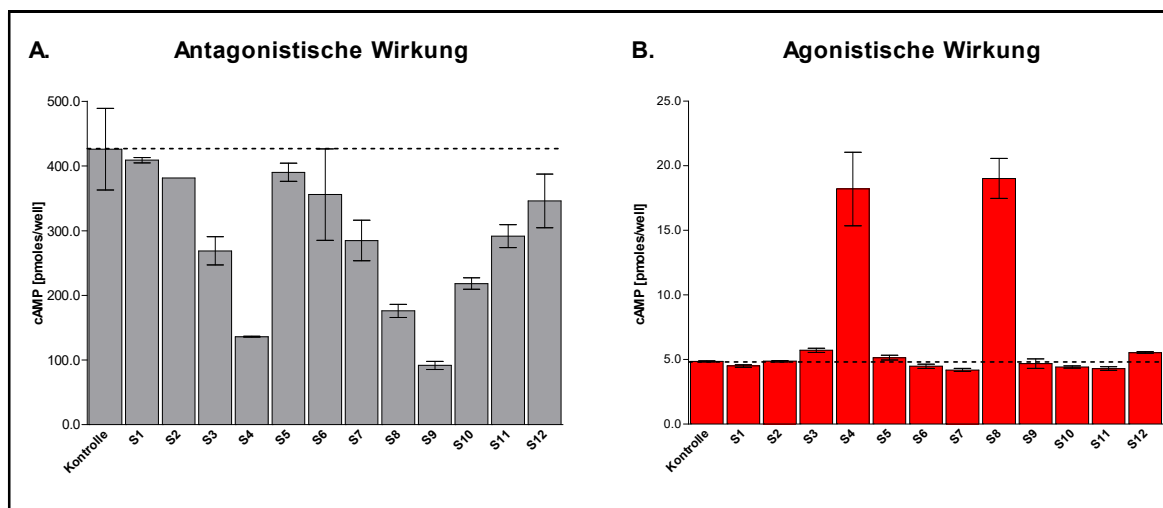 A. Antagonistische Wirkung
cAMP [pmoles/well]
500.0
400.0
300.0
200.0
100.0
0.0
Kontrolle S1 S2 S3 S4 S5 S6 S7 S8 S9 S10 S11 S12
B. Agonistische Wirkung
cAMP [pmoles/well]
25.0
20.0
15.0
10.0
5.0
0.0
Kontrolle S1 S2 S3 S4 S5 S6 S7 S8 S9 S10 S11 S12